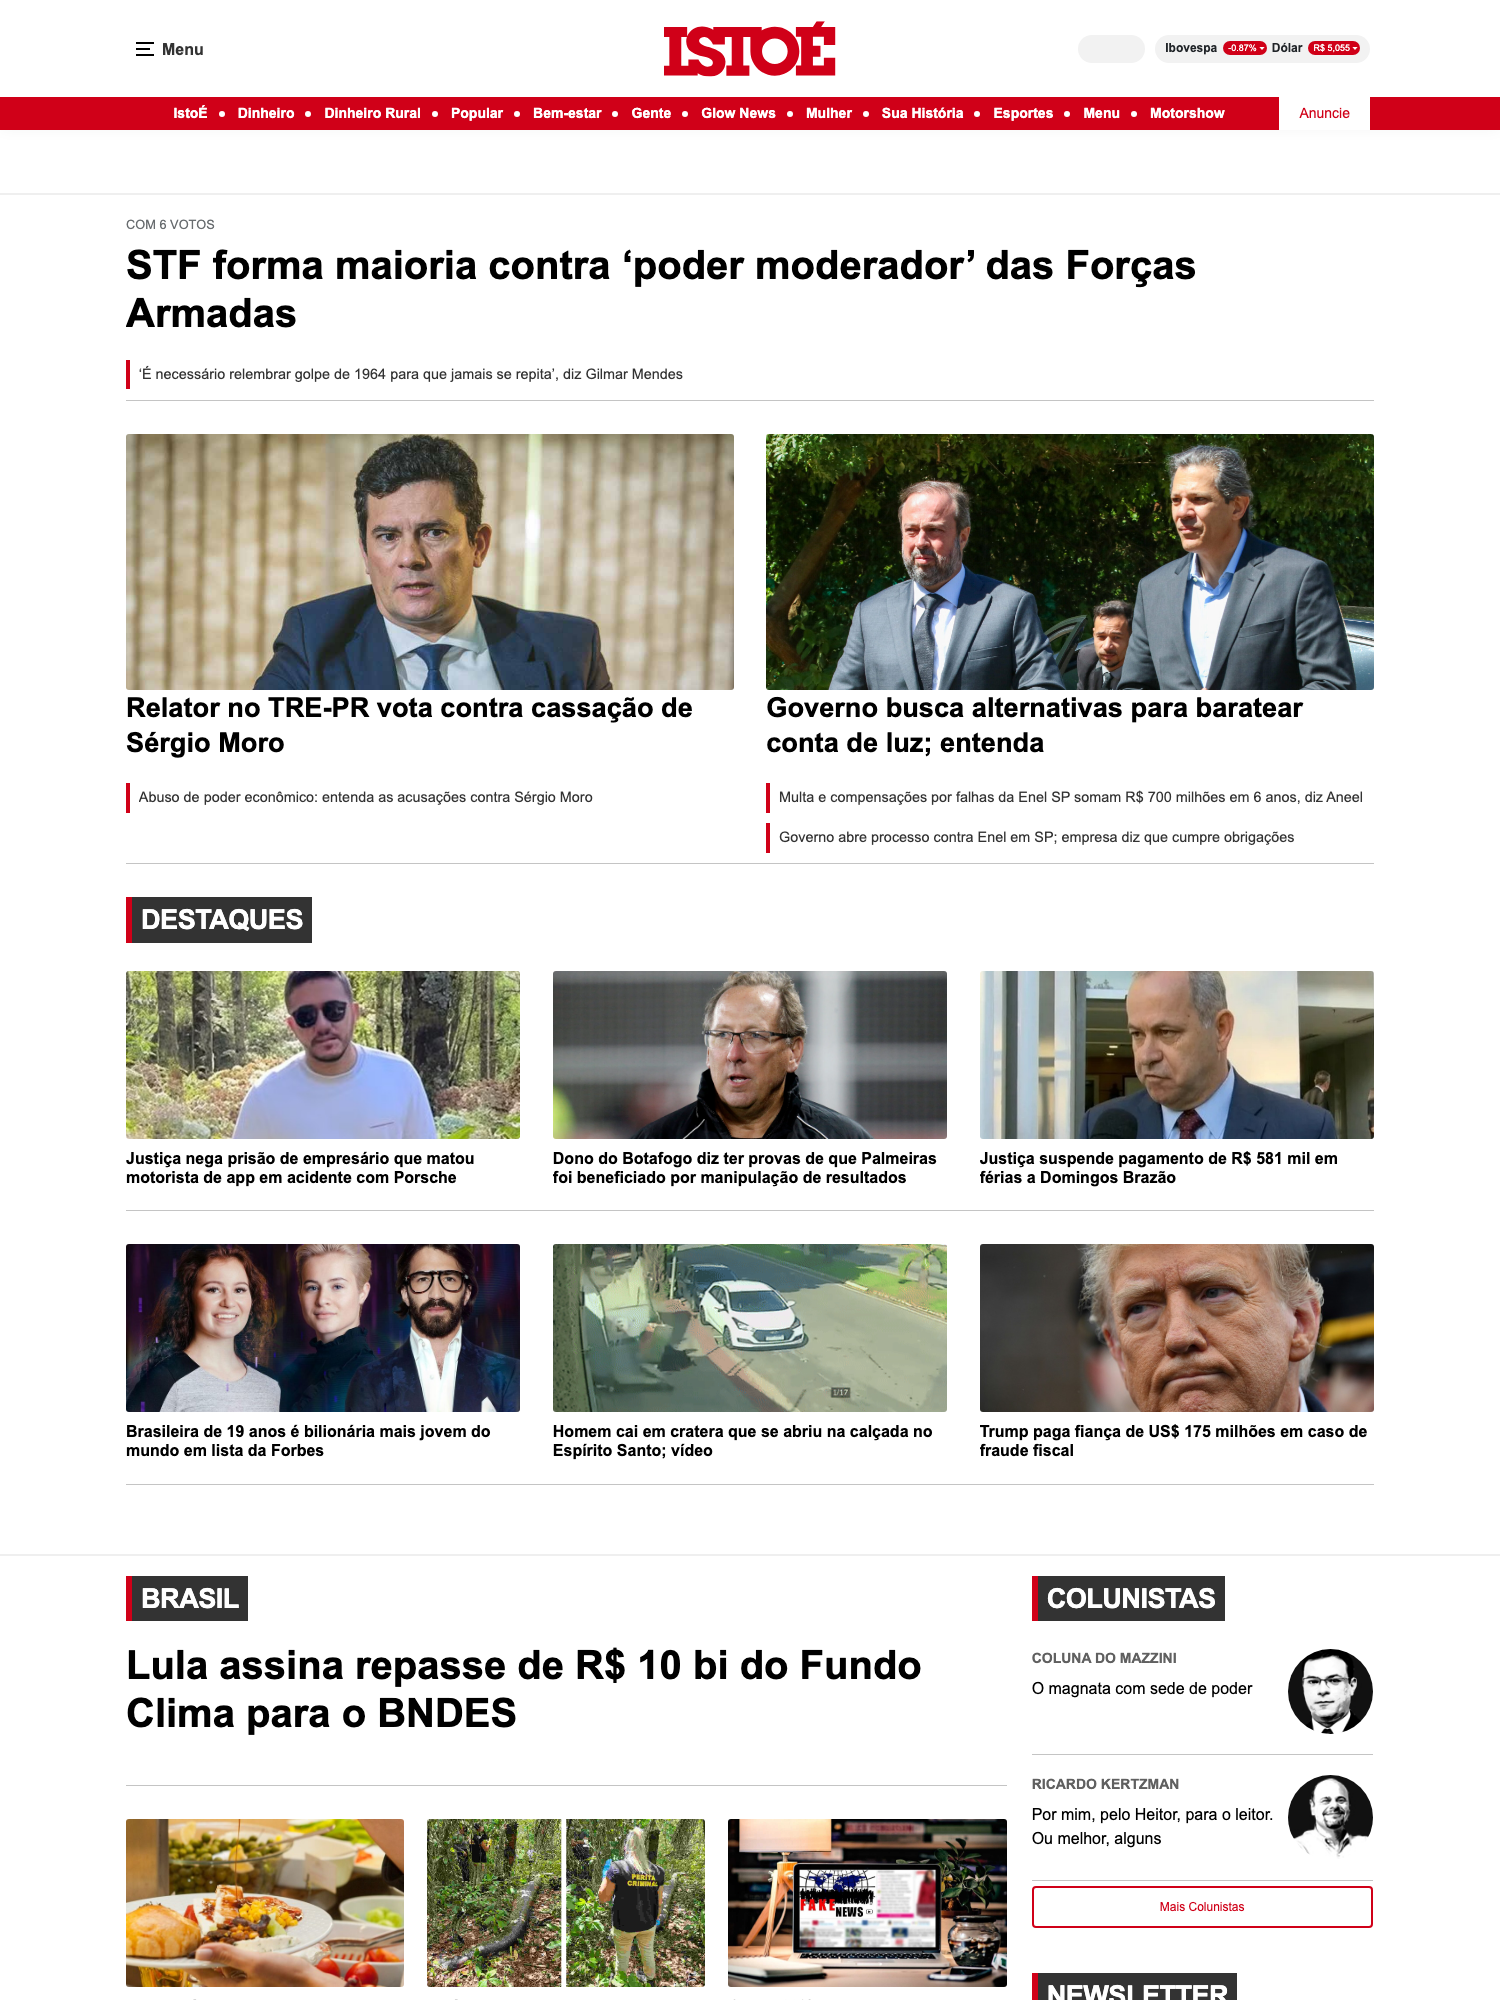 Menu
ISTOÉ
Ibovespa -0.87% Dólar R$ 5,055
IstoÉ • Dinheiro • Dinheiro Rural • Popular • Bem-estar • Gente • Glow News • Mulher • Sua História • Esportes • Menu • Motorshow
Anuncie
COM 6 VOTOS
STF forma maioria contra ‘poder moderador’ das Forças
Armadas
‘É necessário relembrar golpe de 1964 para que jamais se repita’, diz Gilmar Mendes
Relator no TRE-PR vota contra cassação de
Sérgio Moro
Abuso de poder econômico: entenda as acusações contra Sérgio Moro
Governo busca alternativas para baratear
conta de luz; entenda
Multa e compensações por falhas da Enel SP somam R$ 700 milhões em 6 anos, diz Aneel
Governo abre processo contra Enel em SP; empresa diz que cumpre obrigações
DESTAQUES
Justiça nega prisão de empresário que matou
motorista de app em acidente com Porsche
Dono do Botafogo diz ter provas de que Palmeiras
foi beneficiado por manipulação de resultados
Justiça suspende pagamento de R$ 581 mil em
férias a Domingos Brazão
1/17
Brasileira de 19 anos é bilionária mais jovem do
mundo em lista da Forbes
Homem cai em cratera que se abriu na calçada no
Espírito Santo; vídeo
Trump paga fiança de US$ 175 milhões em caso de
fraude fiscal
BRASIL
Lula assina repasse de R$ 10 bi do Fundo
Clima para o BNDES
PERITA
CRIMINAL
FAKE
NEWS
COLUNISTAS
COLUNA DO MAZZINI
O magnata com sede de poder
RICARDO KERTZMAN
Por mim, pelo Heitor, para o leitor.
Ou melhor, alguns
Mais Colunistas
NEWSLETTER